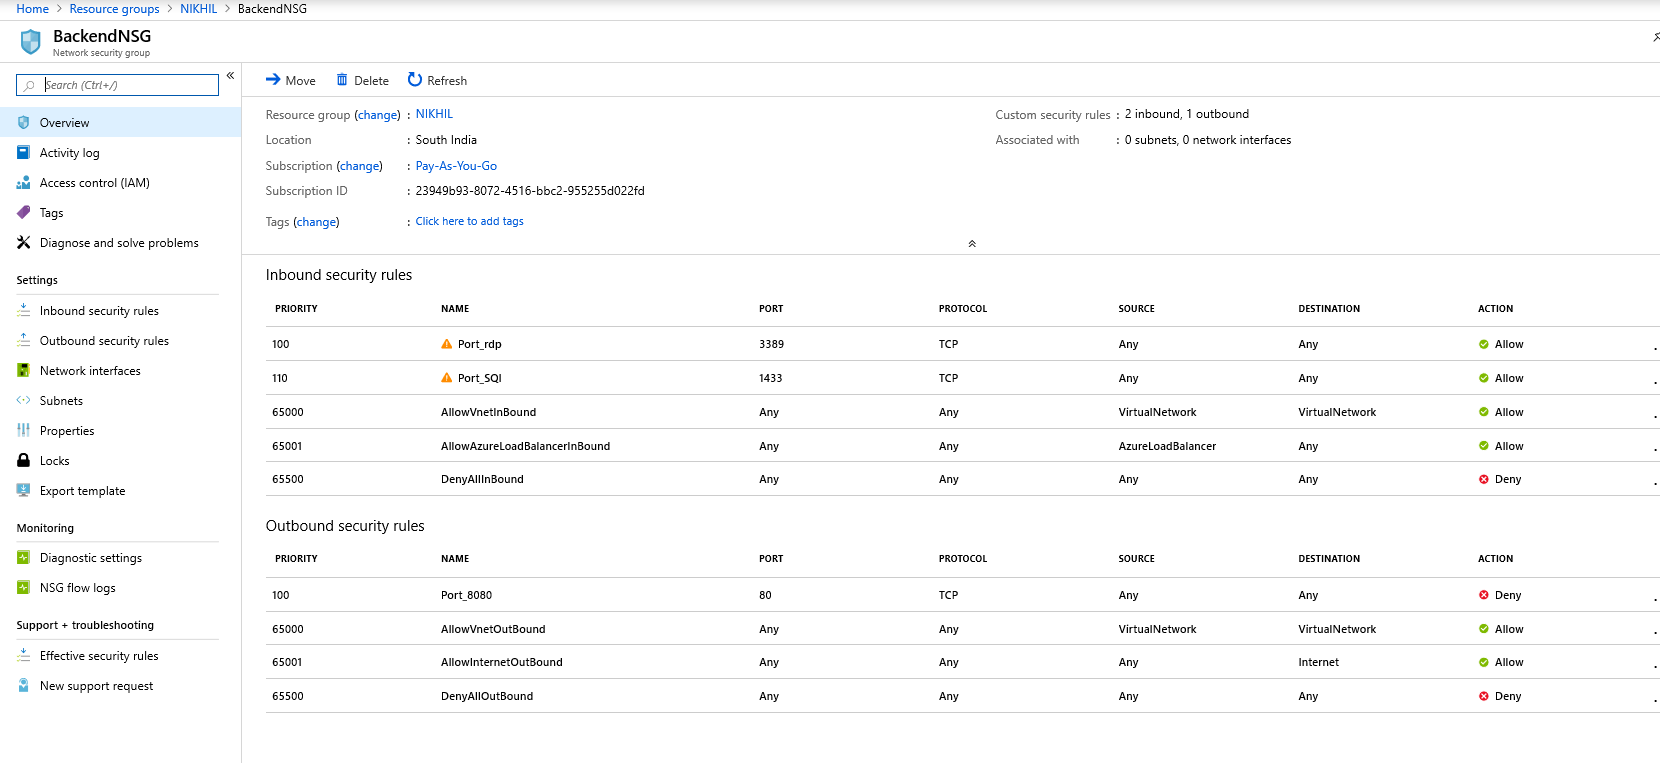 Home > Resource groups > NIKHIL > BackendNSG
BackendNSG
Network security group
Search (Ctrl+/)
«
Overview
Activity log
Access control (IAM)
Tags
Diagnose and solve problems
Settings
Inbound security rules
Outbound security rules
Network interfaces
Subnets
Properties
Locks
Export template
Monitoring
Diagnostic settings
NSG flow logs
Support + troubleshooting
Effective security rules
New support request
Move Delete Refresh
Resource group (change) : NIKHIL
Location : South India
Subscription (change) : Pay-As-You-Go
Subscription ID : 23949b93-8072-4516-bbc2-955255d022fd
Tags (change) : Click here to add tags
Custom security rules : 2 inbound, 1 outbound
Associated with : 0 subnets, 0 network interfaces
Inbound security rules
PRIORITY NAME PORT PROTOCOL SOURCE DESTINATION ACTION
100 Port_rdp 3389 TCP Any Any Allow
110 Port_SQl 1433 TCP Any Any Allow
65000 AllowVnetInBound Any Any VirtualNetwork VirtualNetwork Allow
65001 AllowAzureLoadBalancerInBound Any Any AzureLoadBalancer Any Allow
65500 DenyAllInBound Any Any Any Any Deny
Outbound security rules
PRIORITY NAME PORT PROTOCOL SOURCE DESTINATION ACTION
100 Port_8080 80 TCP Any Any Deny
65000 AllowVnetOutBound Any Any VirtualNetwork VirtualNetwork Allow
65001 AllowInternetOutBound Any Any Any Internet Allow
65500 DenyAllOutBound Any Any Any Any Deny